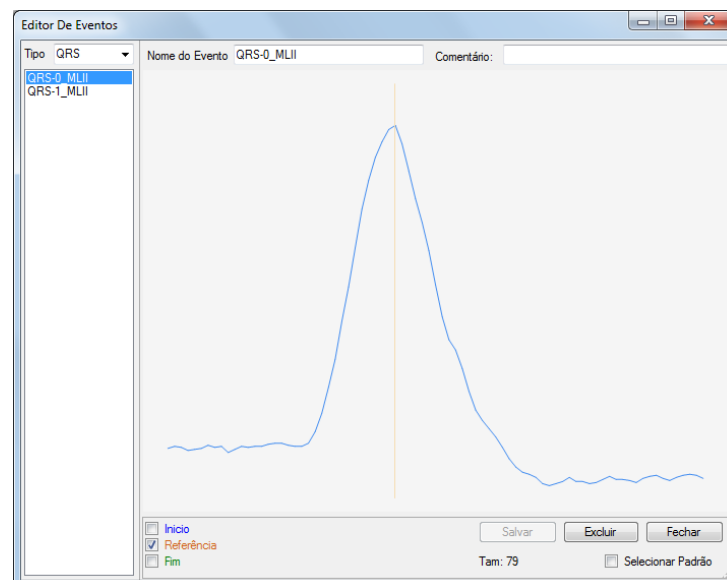 Editor De Eventos
Tipo QRS Nome do Evento QRS-0_MLII Comentário:
QRS-0_MLII
QRS-1_MLII
Inicio
Referência
Fim
Salvar Excluir Fechar
Tam: 79 Selecionar Padrão